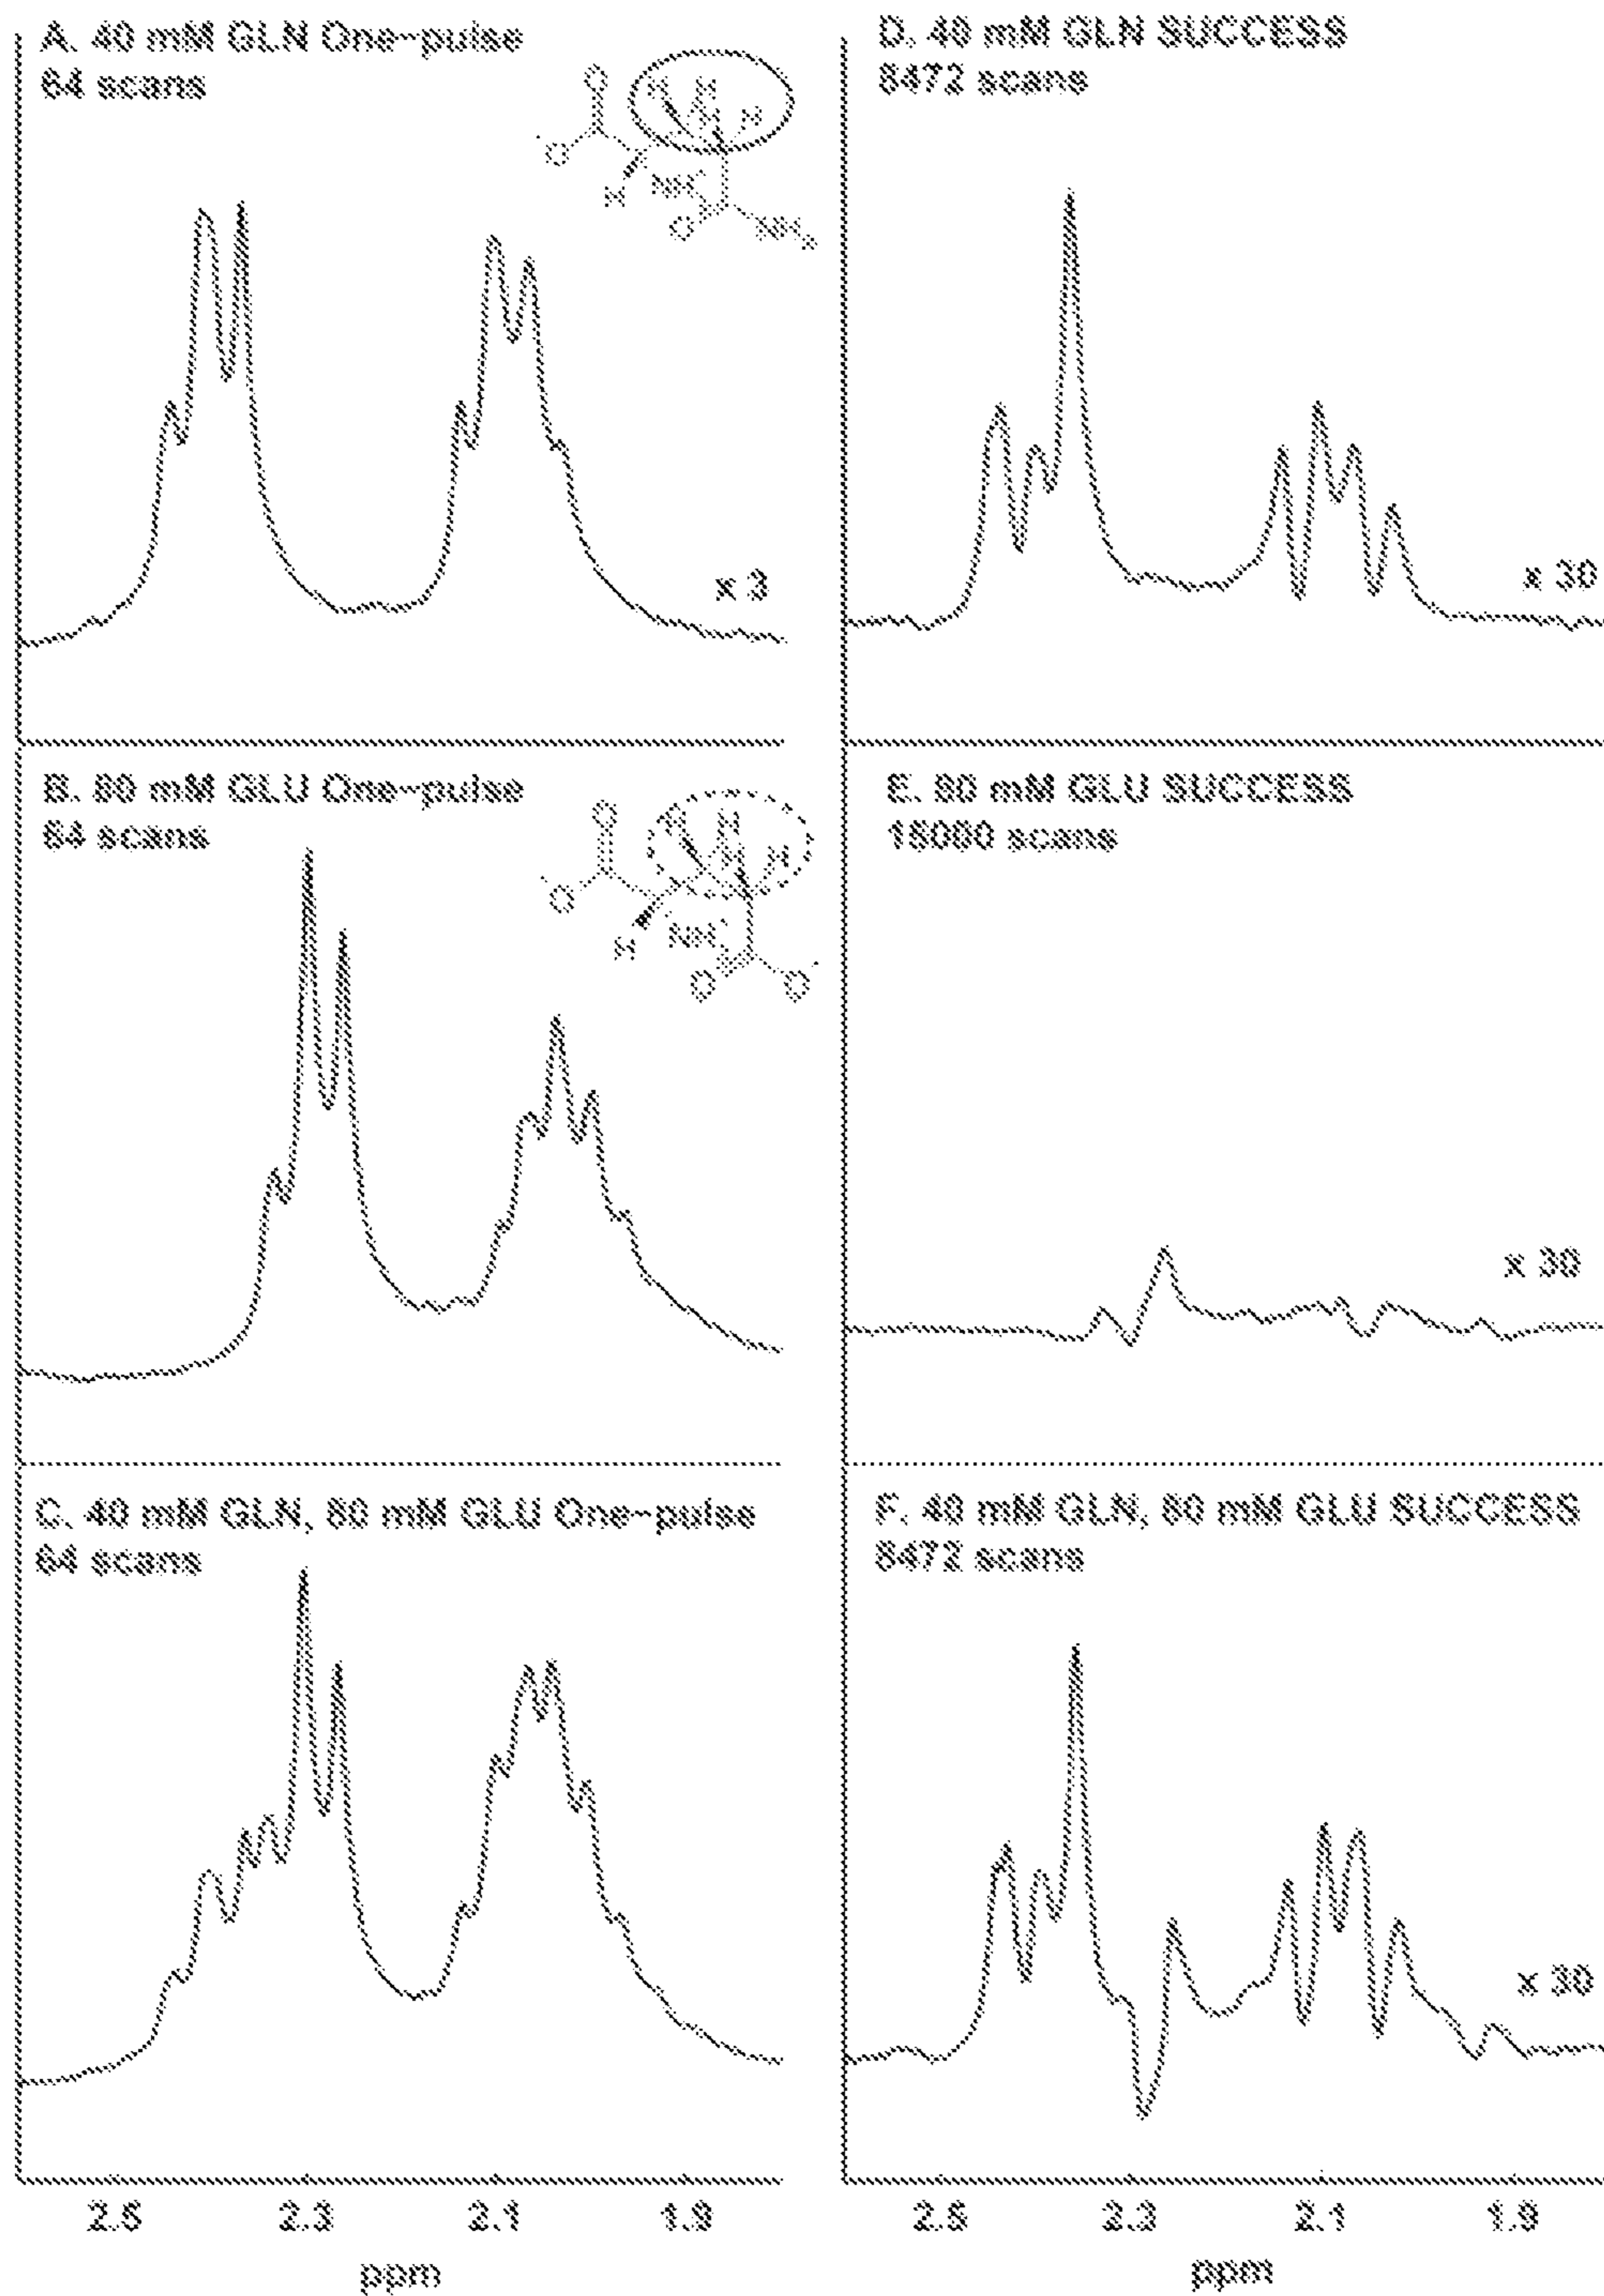 A. 40 mM GLN One-pulse
64 scans
O
H H
H H
O
H
NH
O
NH
x 3
B. 80 mM GLU One-pulse
64 scans
O
H H
H H
O
H
NH
O
O
C. 40 mM GLN, 80 mM GLU One-pulse
64 scans
2.5 2.3 2.1 1.9
ppm
D. 40 mM GLN SUCCESS
8472 scans
x 30
E. 80 mM GLU SUCCESS
scans
x 30
F. 40 mM GLN, 80 mM GLU SUCCESS
8472 scans
x 30
2.5 2.3 2.1 1.9
ppm